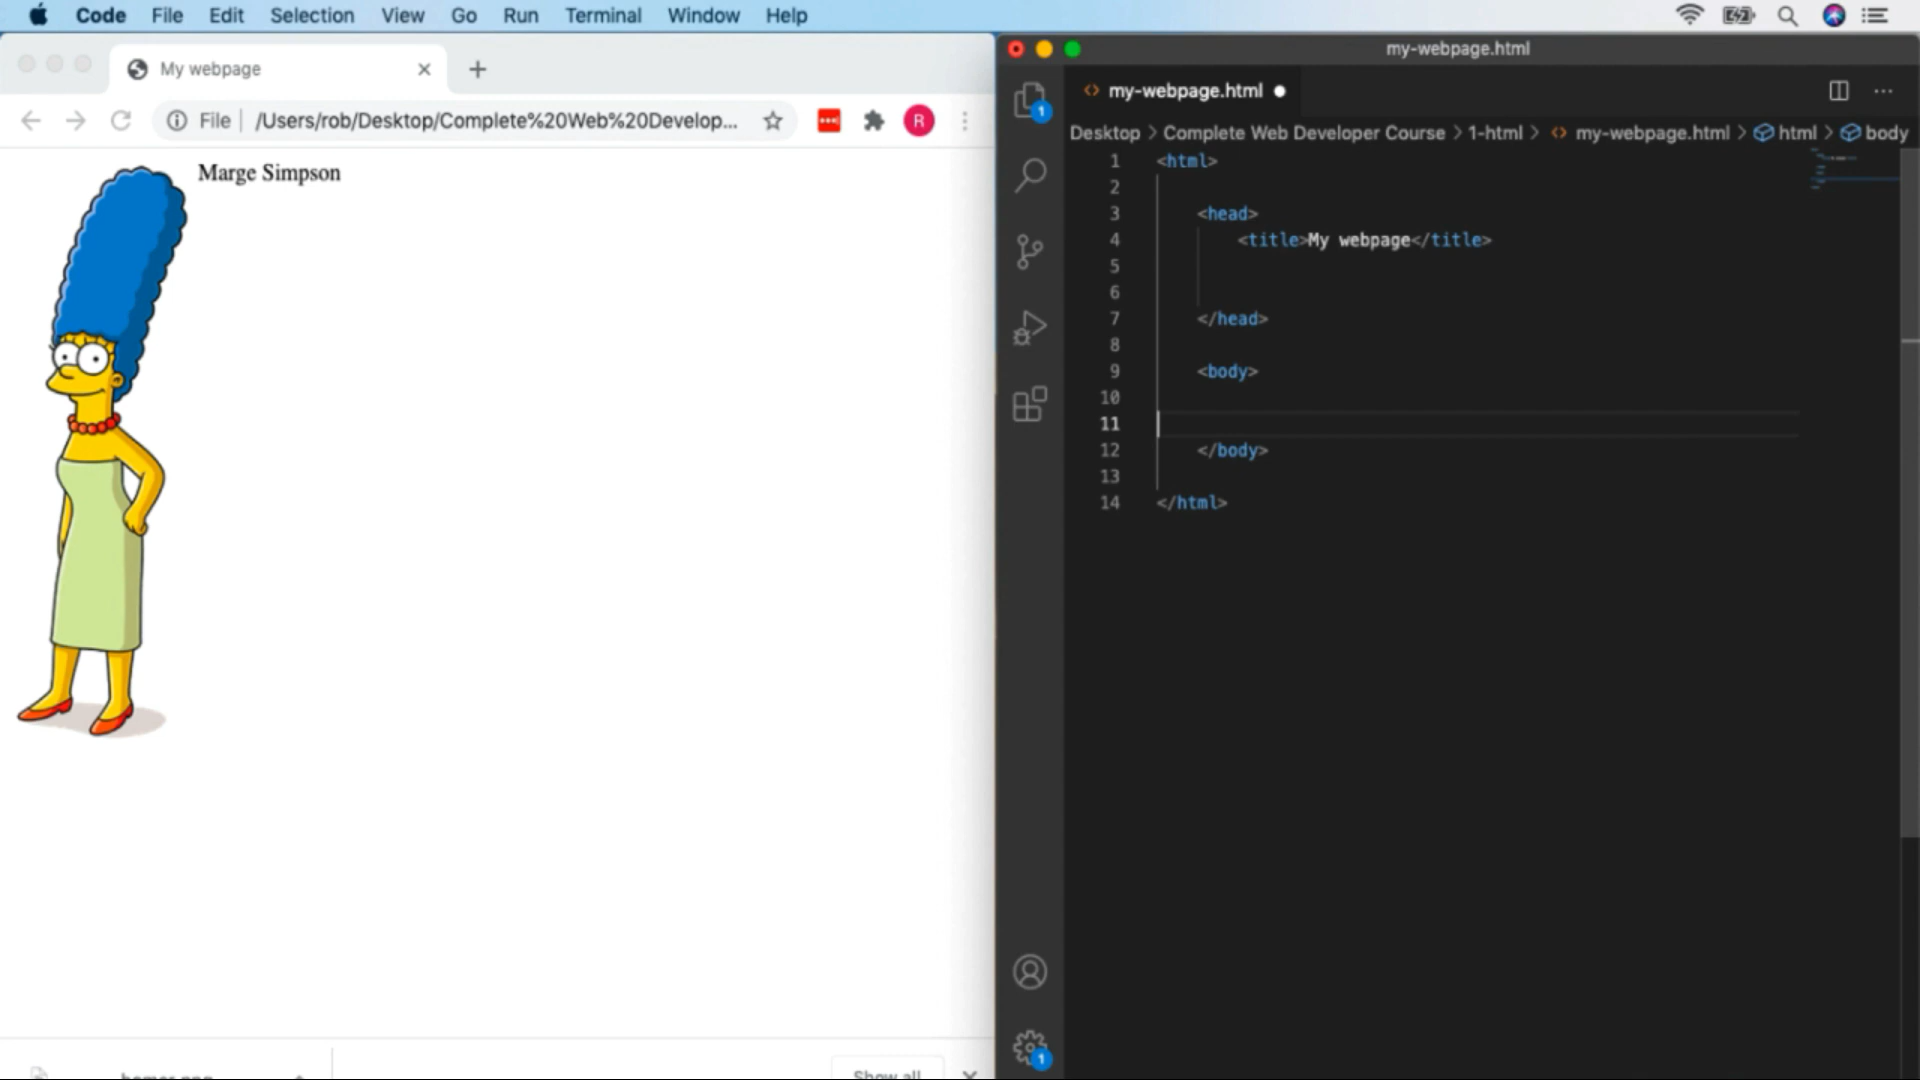 Code File Edit Selection View Go Run Terminal Window Help
My webpage
File /Users/rob/Desktop/Complete%20Web%20Develop... R
Marge Simpson
Show all
my-webpage.html
my-webpage.html
1
Desktop > Complete Web Developer Course > 1-html > <> my-webpage.html > html > body
1 <html>
2
3 <head>
4 <title>My webpage</title>
5
6
7 </head>
8
9 <body>
10
11
12 </body>
13
14 </html>
1